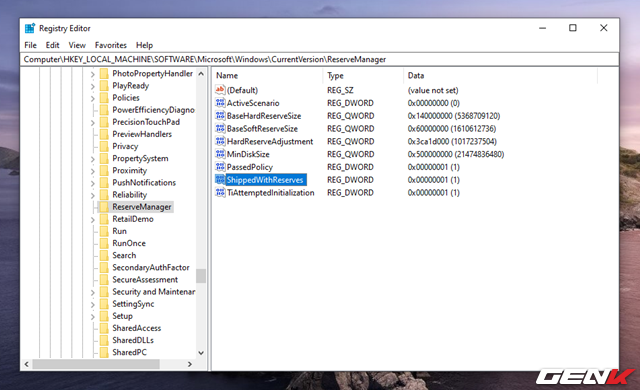 Registry Editor
File Edit View Favorites Help
Computer\HKEY_LOCAL_MACHINE\SOFTWARE\Microsoft\Windows\CurrentVersion\ReserveManager
PhotoPropertyHandler
PlayReady
Policies
PowerEfficiencyDiagno
PrecisionTouchPad
PreviewHandlers
Privacy
PropertySystem
Proximity
PushNotifications
Reliability
ReserveManager
RetailDemo
Run
RunOnce
Search
SecondaryAuthFactor
SecureAssessment
Security and Maintenan
SettingSync
Setup
SharedAccess
SharedDLLs
SharedPC
Name Type Data
ab (Default) REG_SZ (value not set)
ActiveScenario REG_DWORD 0x00000000 (0)
BaseHardReserveSize REG_QWORD 0x140000000 (5368709120)
BaseSoftReserveSize REG_QWORD 0x60000000 (1610612736)
HardReserveAdjustment REG_QWORD 0x3ca1d000 (1017237504)
MinDiskSize REG_QWORD 0x500000000 (21474836480)
PassedPolicy REG_DWORD 0x00000001 (1)
ShippedWithReserves REG_DWORD 0x00000001 (1)
TiAttemptedInitialization REG_DWORD 0x00000001 (1)
GENK